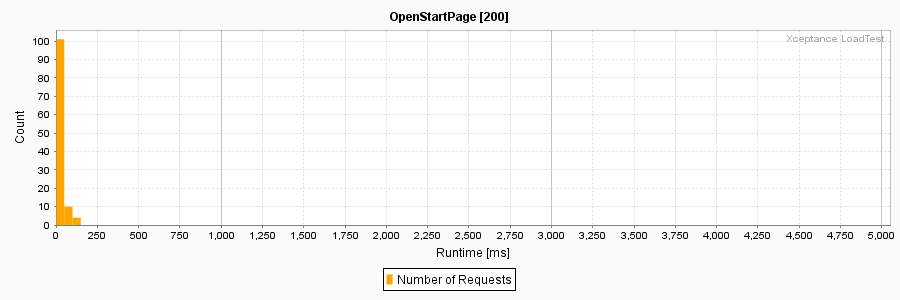 OpenStartPage [200]
Xceptance LoadTest
Count
100
90
80
70
60
50
40
30
20
10
0
0 250 500 750 1,000 1,250 1,500 1,750 2,000 2,250 2,500 2,750 3,000 3,250 3,500 3,750 4,000 4,250 4,500 4,750 5,000
Runtime [ms]
Number of Requests